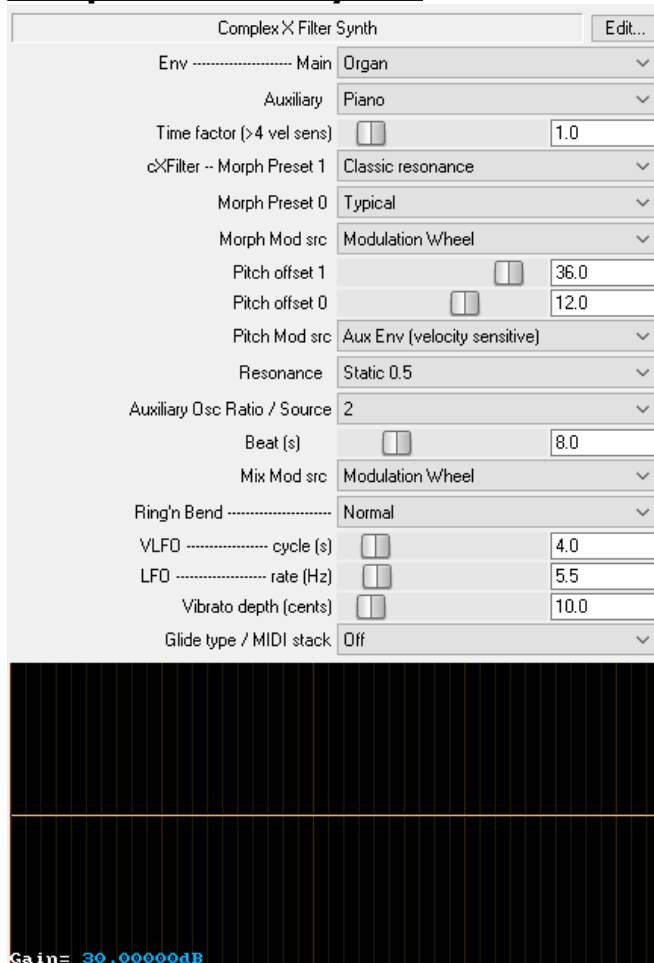 Complex X Filter Synth Edit...
Env ---------------------- Main Organ
Auxiliary Piano
Time factor (>4 vel sens) 1.0
cXFilter -- Morph Preset 1 Classic resonance
Morph Preset 0 Typical
Morph Mod src Modulation Wheel
Pitch offset 1 36.0
Pitch offset 0 12.0
Pitch Mod src Aux Env (velocity sensitive)
Resonance Static 0.5
Auxiliary Osc Ratio / Source 2
Beat (s) 8.0
Mix Mod src Modulation Wheel
Ring'n Bend ----------------------- Normal
VLFO ------------------ cycle (s) 4.0
LFO -------------------- rate (Hz) 5.5
Vibrato depth (cents) 10.0
Glide type / MIDI stack Off
Gain= 30.00000dB